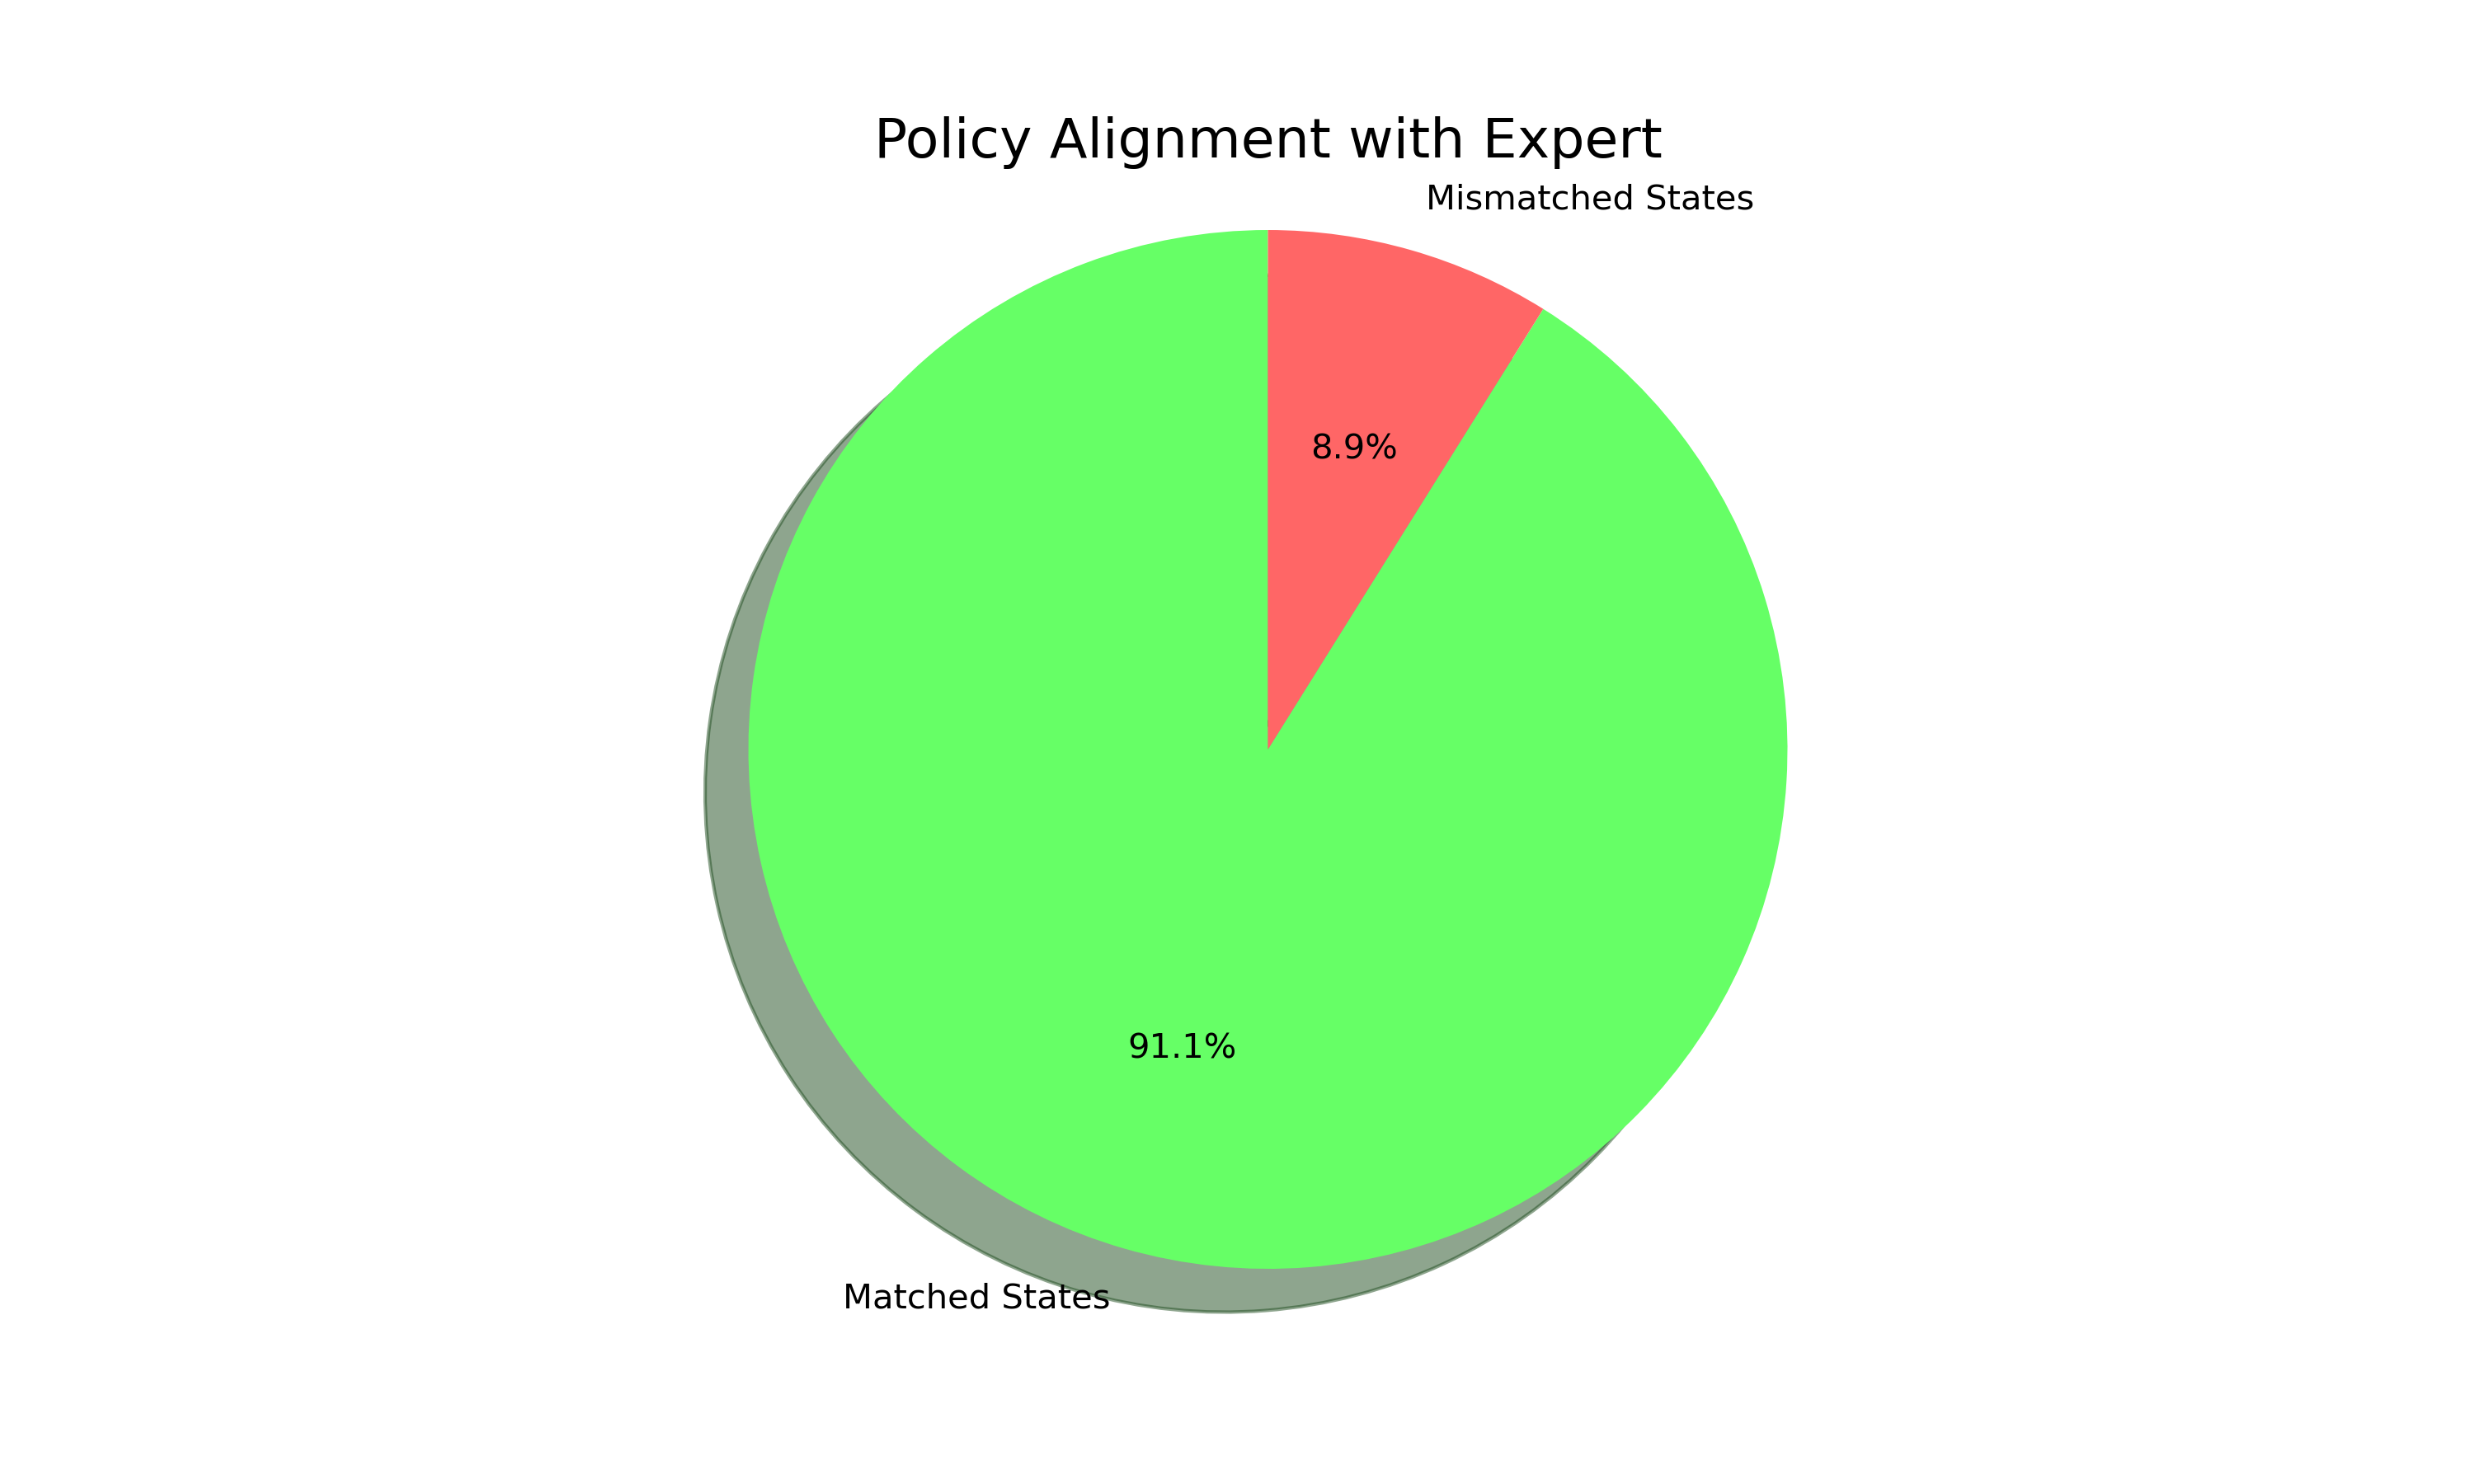 Policy Alignment with Expert
Mismatched States
8.9%
91.1%
Matched States